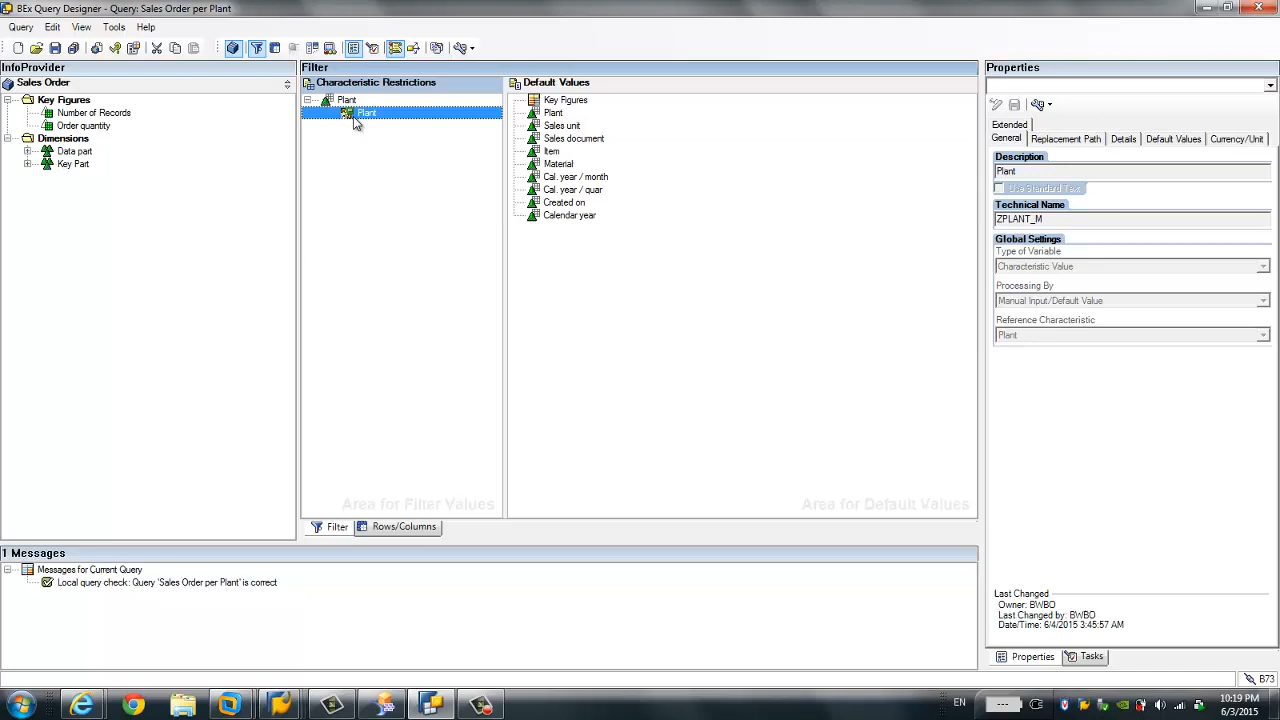 BEx Query Designer - Query: Sales Order per Plant
Query Edit View Tools Help
InfoProvider
Sales Order
Key Figures
Number of Records
Order quantity
Dimensions
Data part
Key Part
Filter
Characteristic Restrictions
Plant
Plant
Area for Filter Values
Default Values
Key Figures
Plant
Sales unit
Sales document
Item
Material
Cal. year / month
Cal. year / quar
Created on
Calendar year
Area for Default Values
Filter Rows/Columns
Properties
Extended
General Replacement Path Details Default Values Currency/Unit
Description
Plant
Use Standard Text
Technical Name
ZPLANT_M
Global Settings
Type of Variable
Characteristic Value
Processing By
Manual Input/Default Value
Reference Characteristic
Plant
Last Changed
Owner: BWBO
Last Changed by: BWBO
Date/Time: 6/4/2015 3:45:57 AM
Properties Tasks
1 Messages
Messages for Current Query
Local query check: Query 'Sales Order per Plant' is correct
B73
EN
---
10:19 PM
6/3/2015